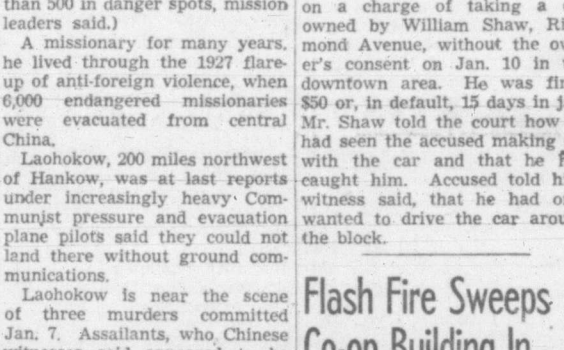 than 500 in danger spots, mission
leaders said.)
A missionary for many years,
he lived through the 1927 flare-
up of anti-foreign violence, when
6,000 endangered missionaries
were evacuated from central
China.
Laohokow, 200 miles northwest
of Hankow, was at last reports
under increasingly heavy Com-
munist pressure and evacuation
plane pilots said they could not
land there without ground com-
munications.
Laohokow is near the scene
of three murders committed
Jan. 7. Assailants, who Chinese
on a charge of taking a
owned by William Shaw, Ri
mond Avenue, without the ow
er's consent on Jan. 10 in
downtown area. He was fin
$50 or, in default, 15 days in j
Mr. Shaw told the court how
had seen the accused making
with the car and that he
caught him. Accused told h
witness said, that he had o
wanted to drive the car arou
the block.
Flash Fire Sweeps
Co-op Building In